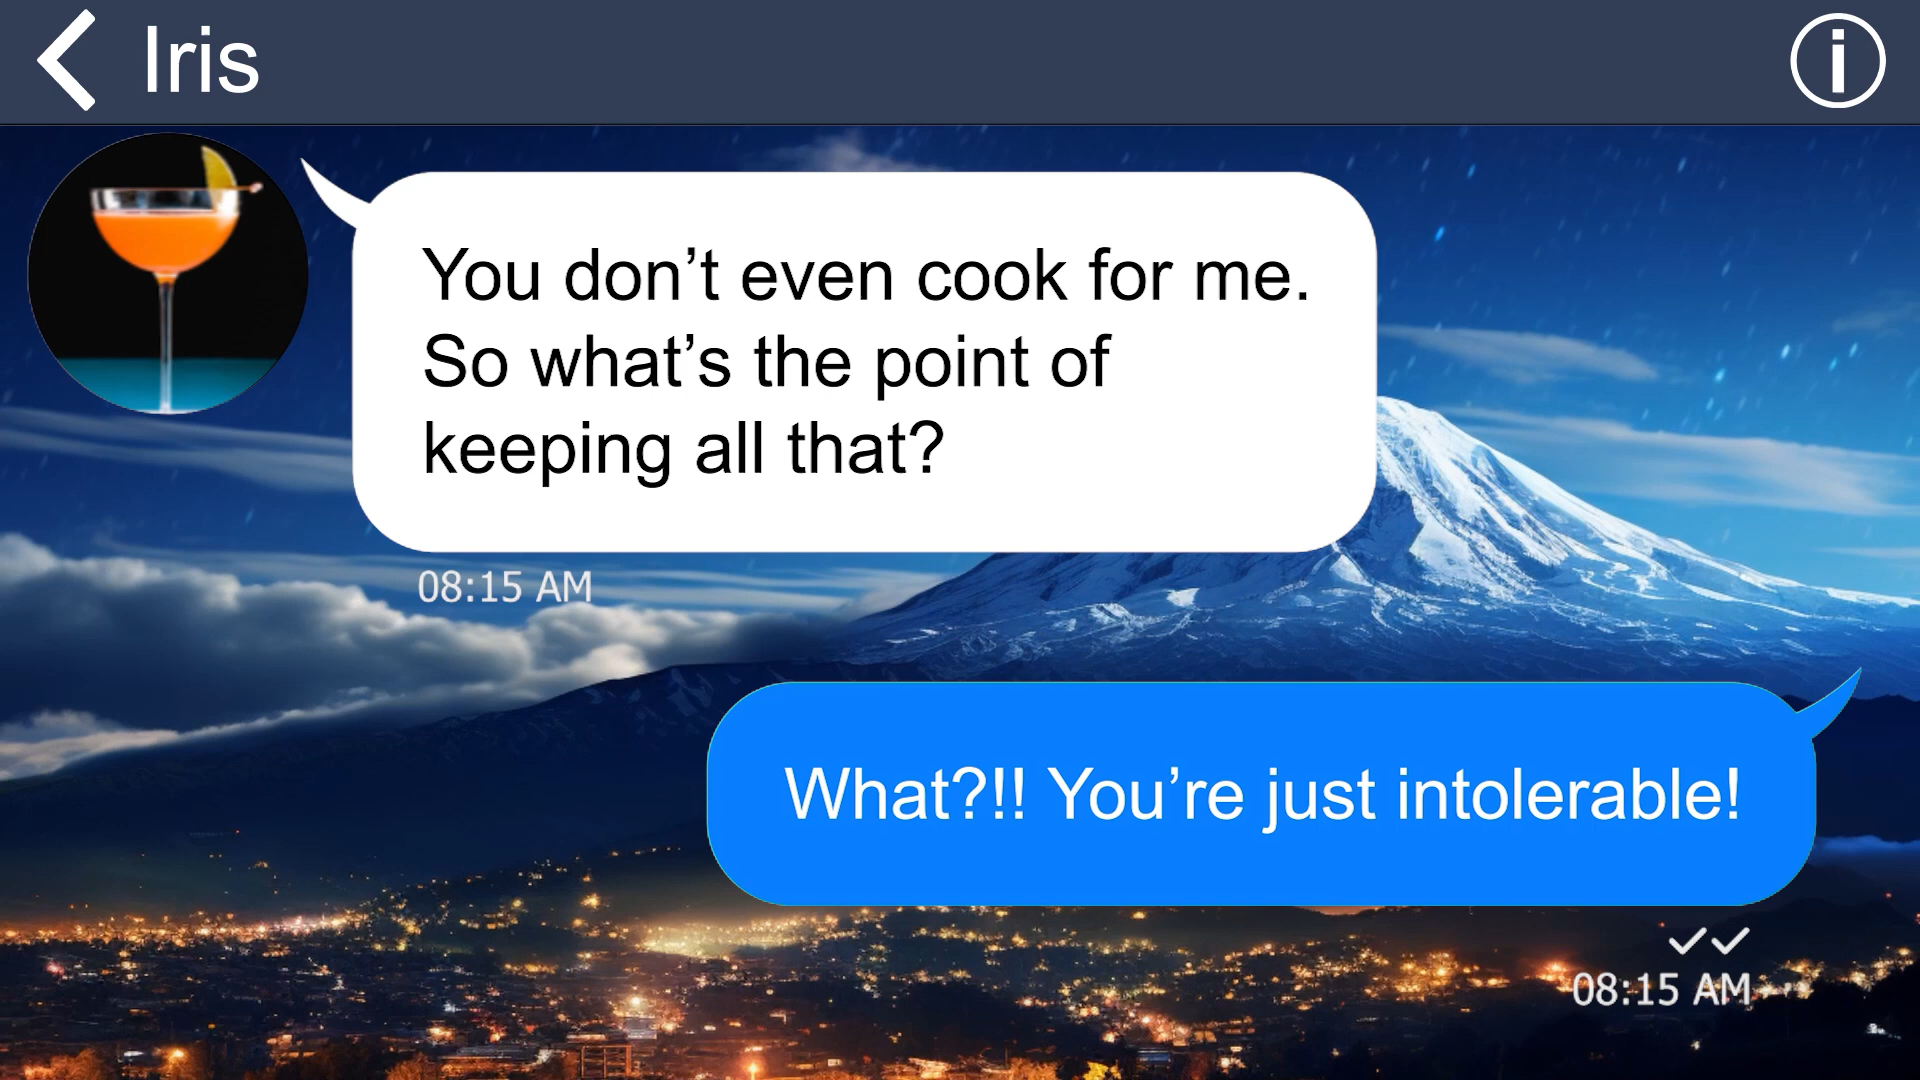 Iris
You don’t even cook for me.
So what’s the point of
keeping all that?
08:15 AM
What?!! You’re just intolerable!
08:15 AM